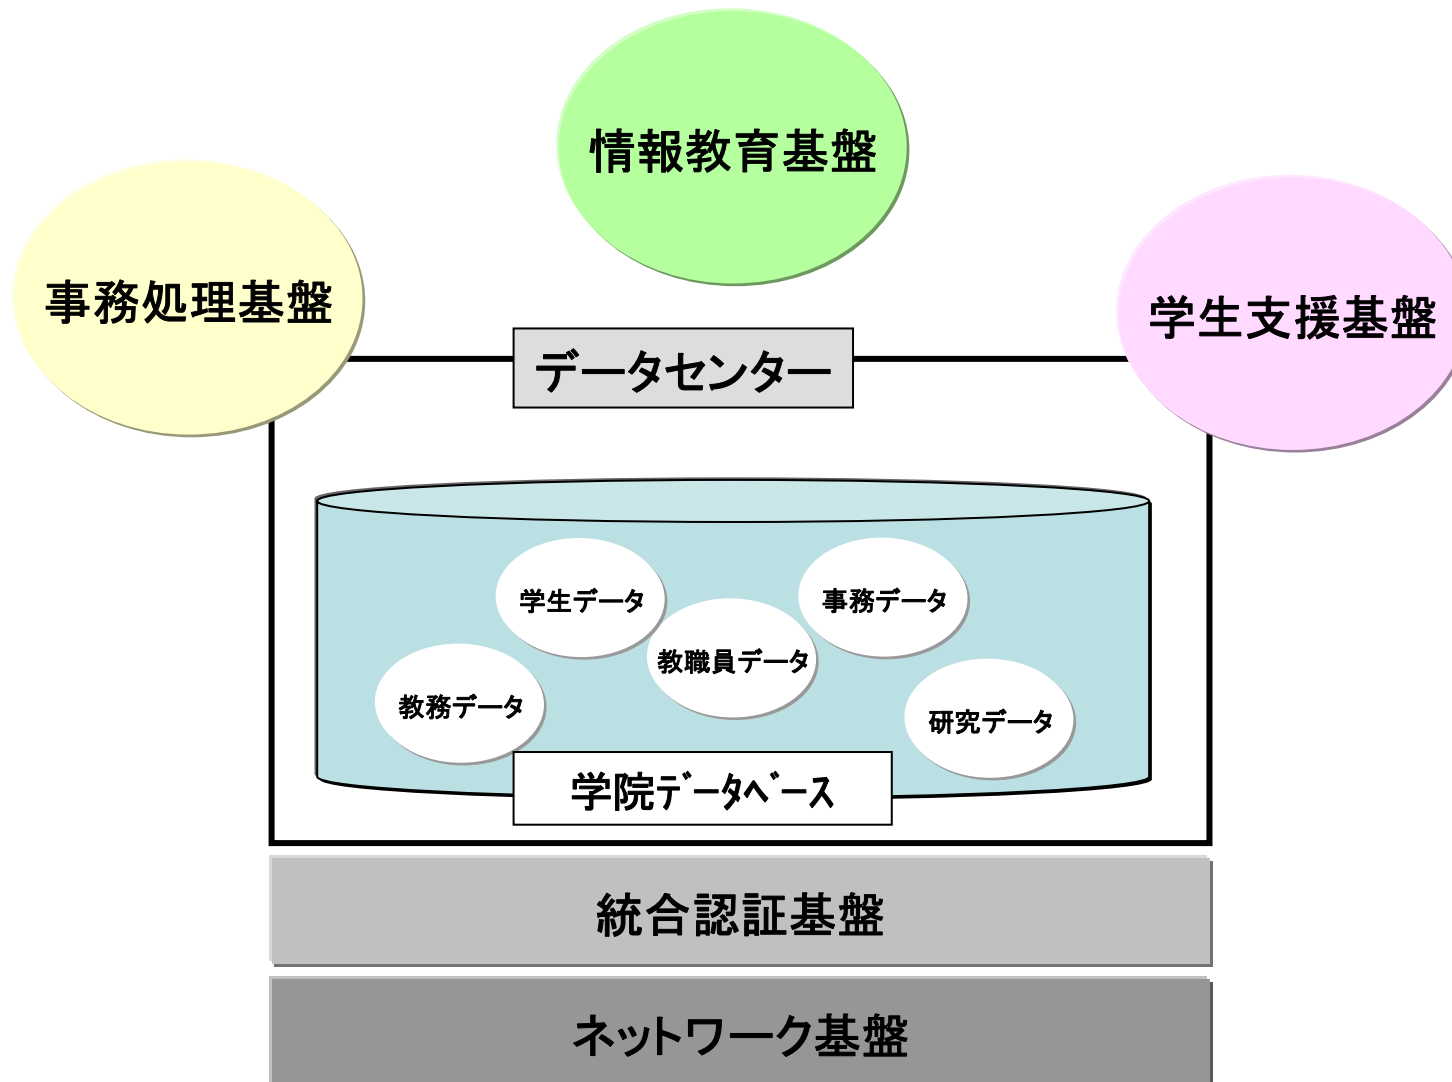 情報教育基盤
事務処理基盤
学生支援基盤
データセンター
学生データ
事務データ
教職員データ
教務データ
研究データ
学院ﾃﾞｰﾀﾍﾞｰｽ
統合認証基盤
ネットワーク基盤